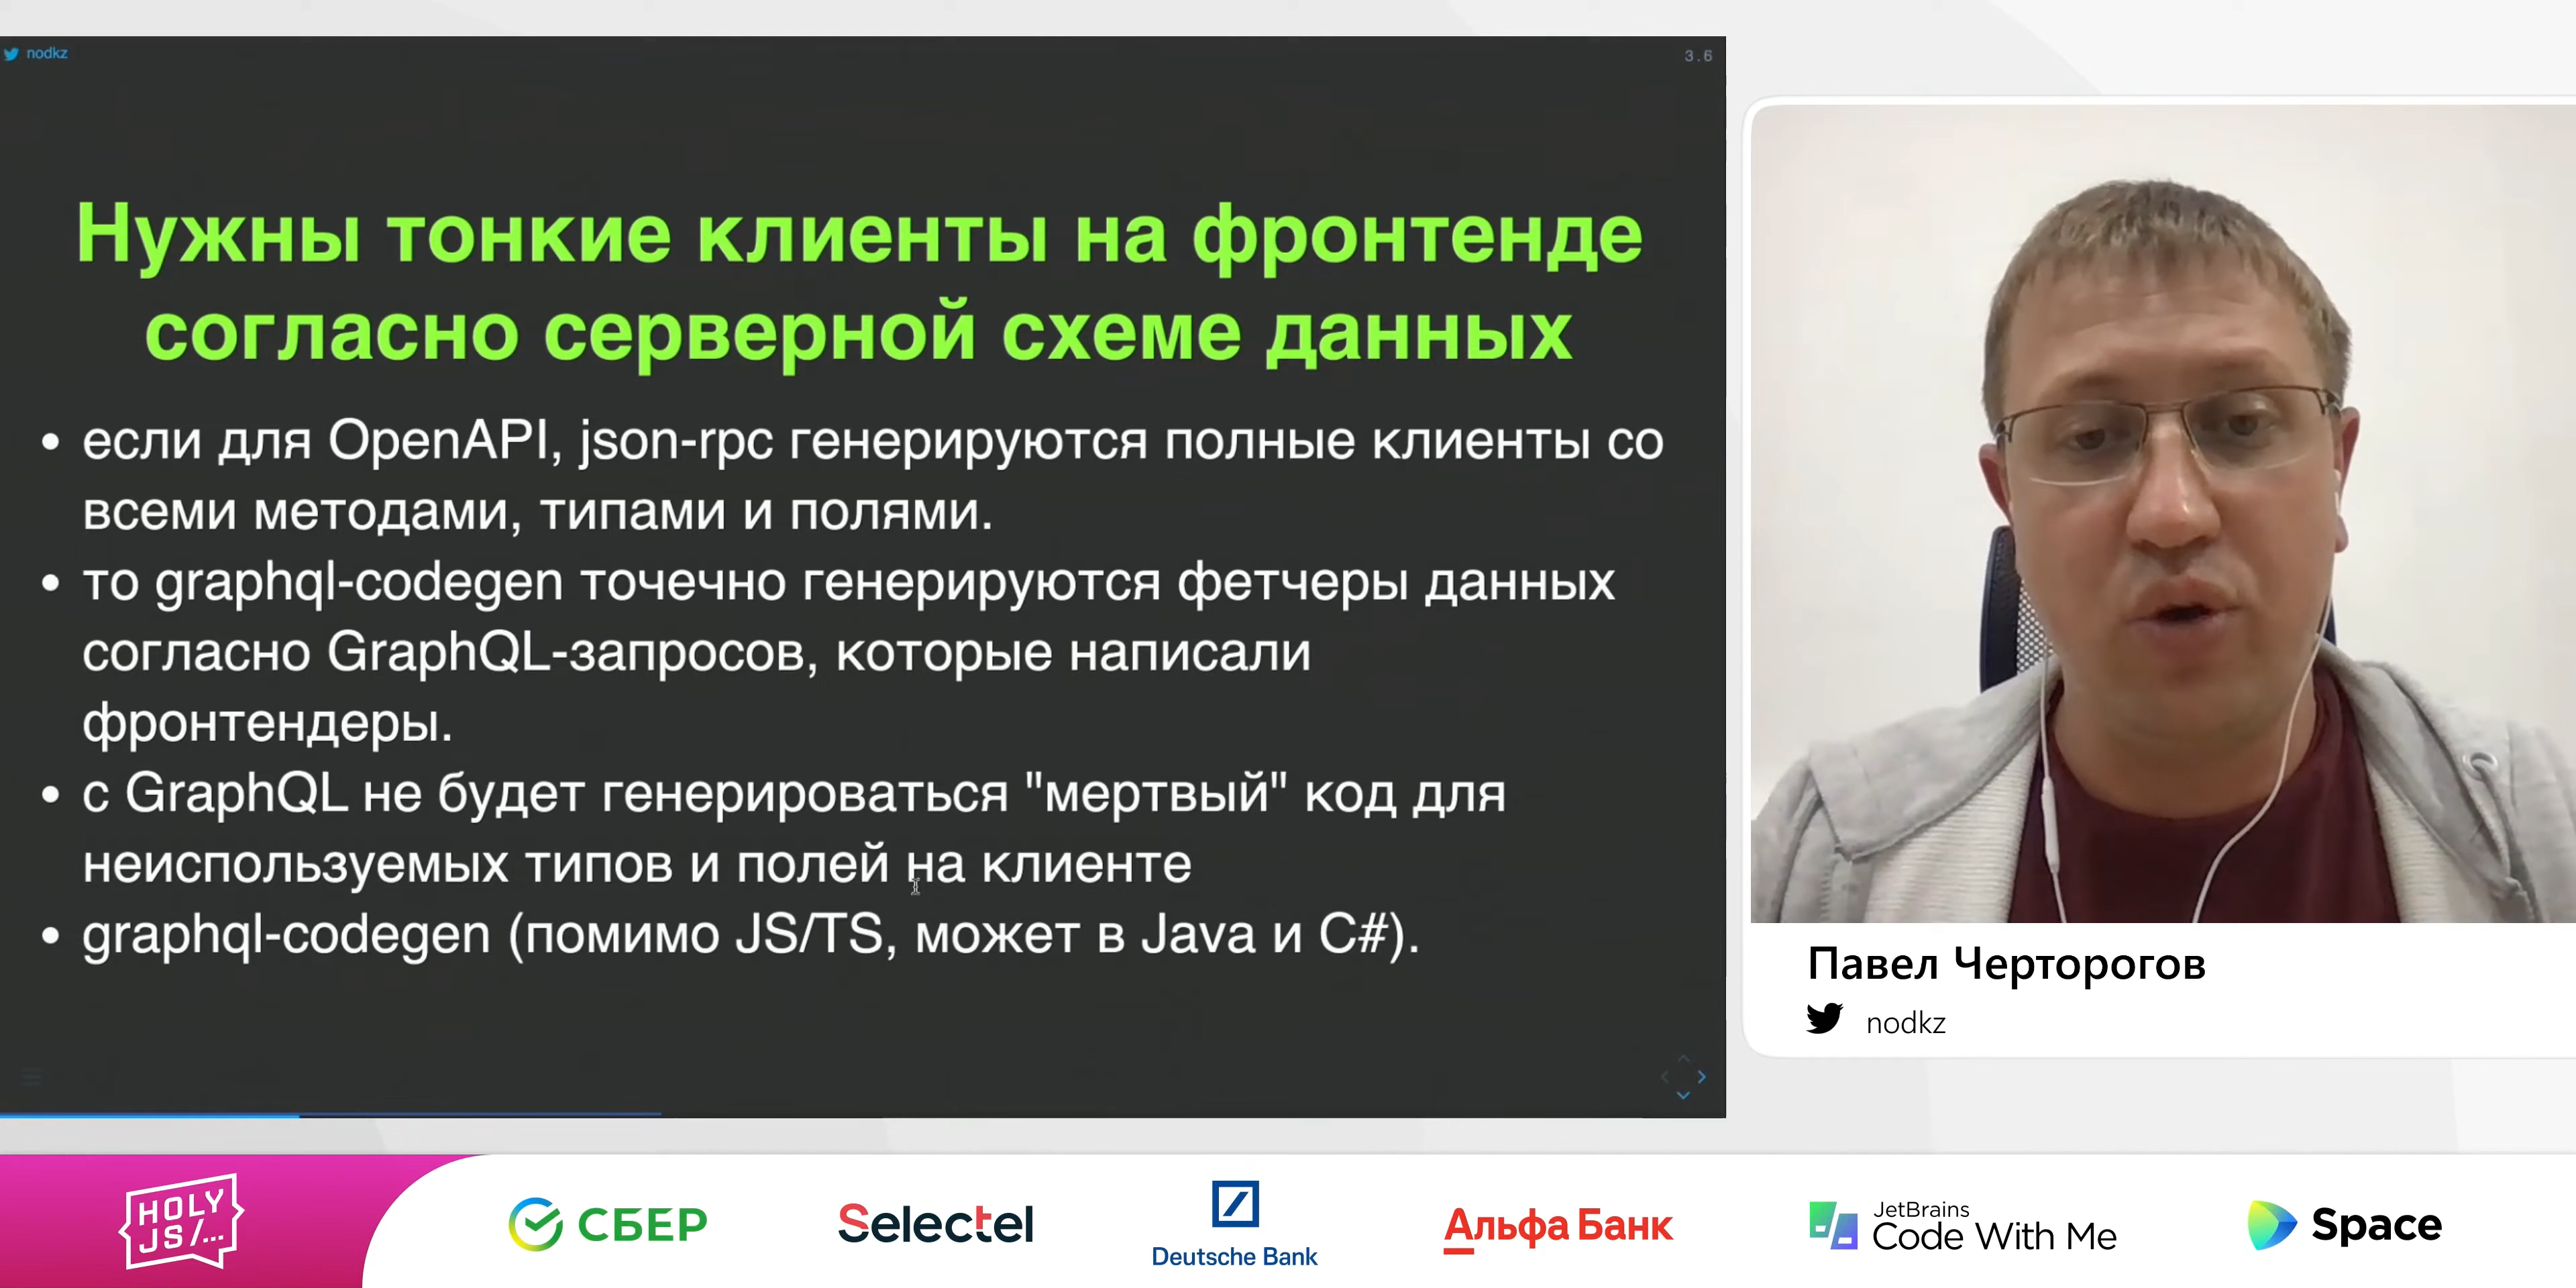 nodkz
3.6
Нужны тонкие клиенты на фронтенде
согласно серверной схеме данных
• если для OpenAPI, json-rpc генерируются полные клиенты со
всеми методами, типами и полями.
• то graphql-codegen точечно генерируются фетчеры данных
согласно GraphQL-запросов, которые написали
фронтендеры.
• с GraphQL не будет генерироваться "мертвый" код для
неиспользуемых типов и полей на клиенте
• graphql-codegen (помимо JS/TS, может в Java и C#).
Павел Черторогов
nodkz
HOLY
JS/...
СБЕР
Selectel
Deutsche Bank
Альфа Банк
JetBrains
Code With Me
Space